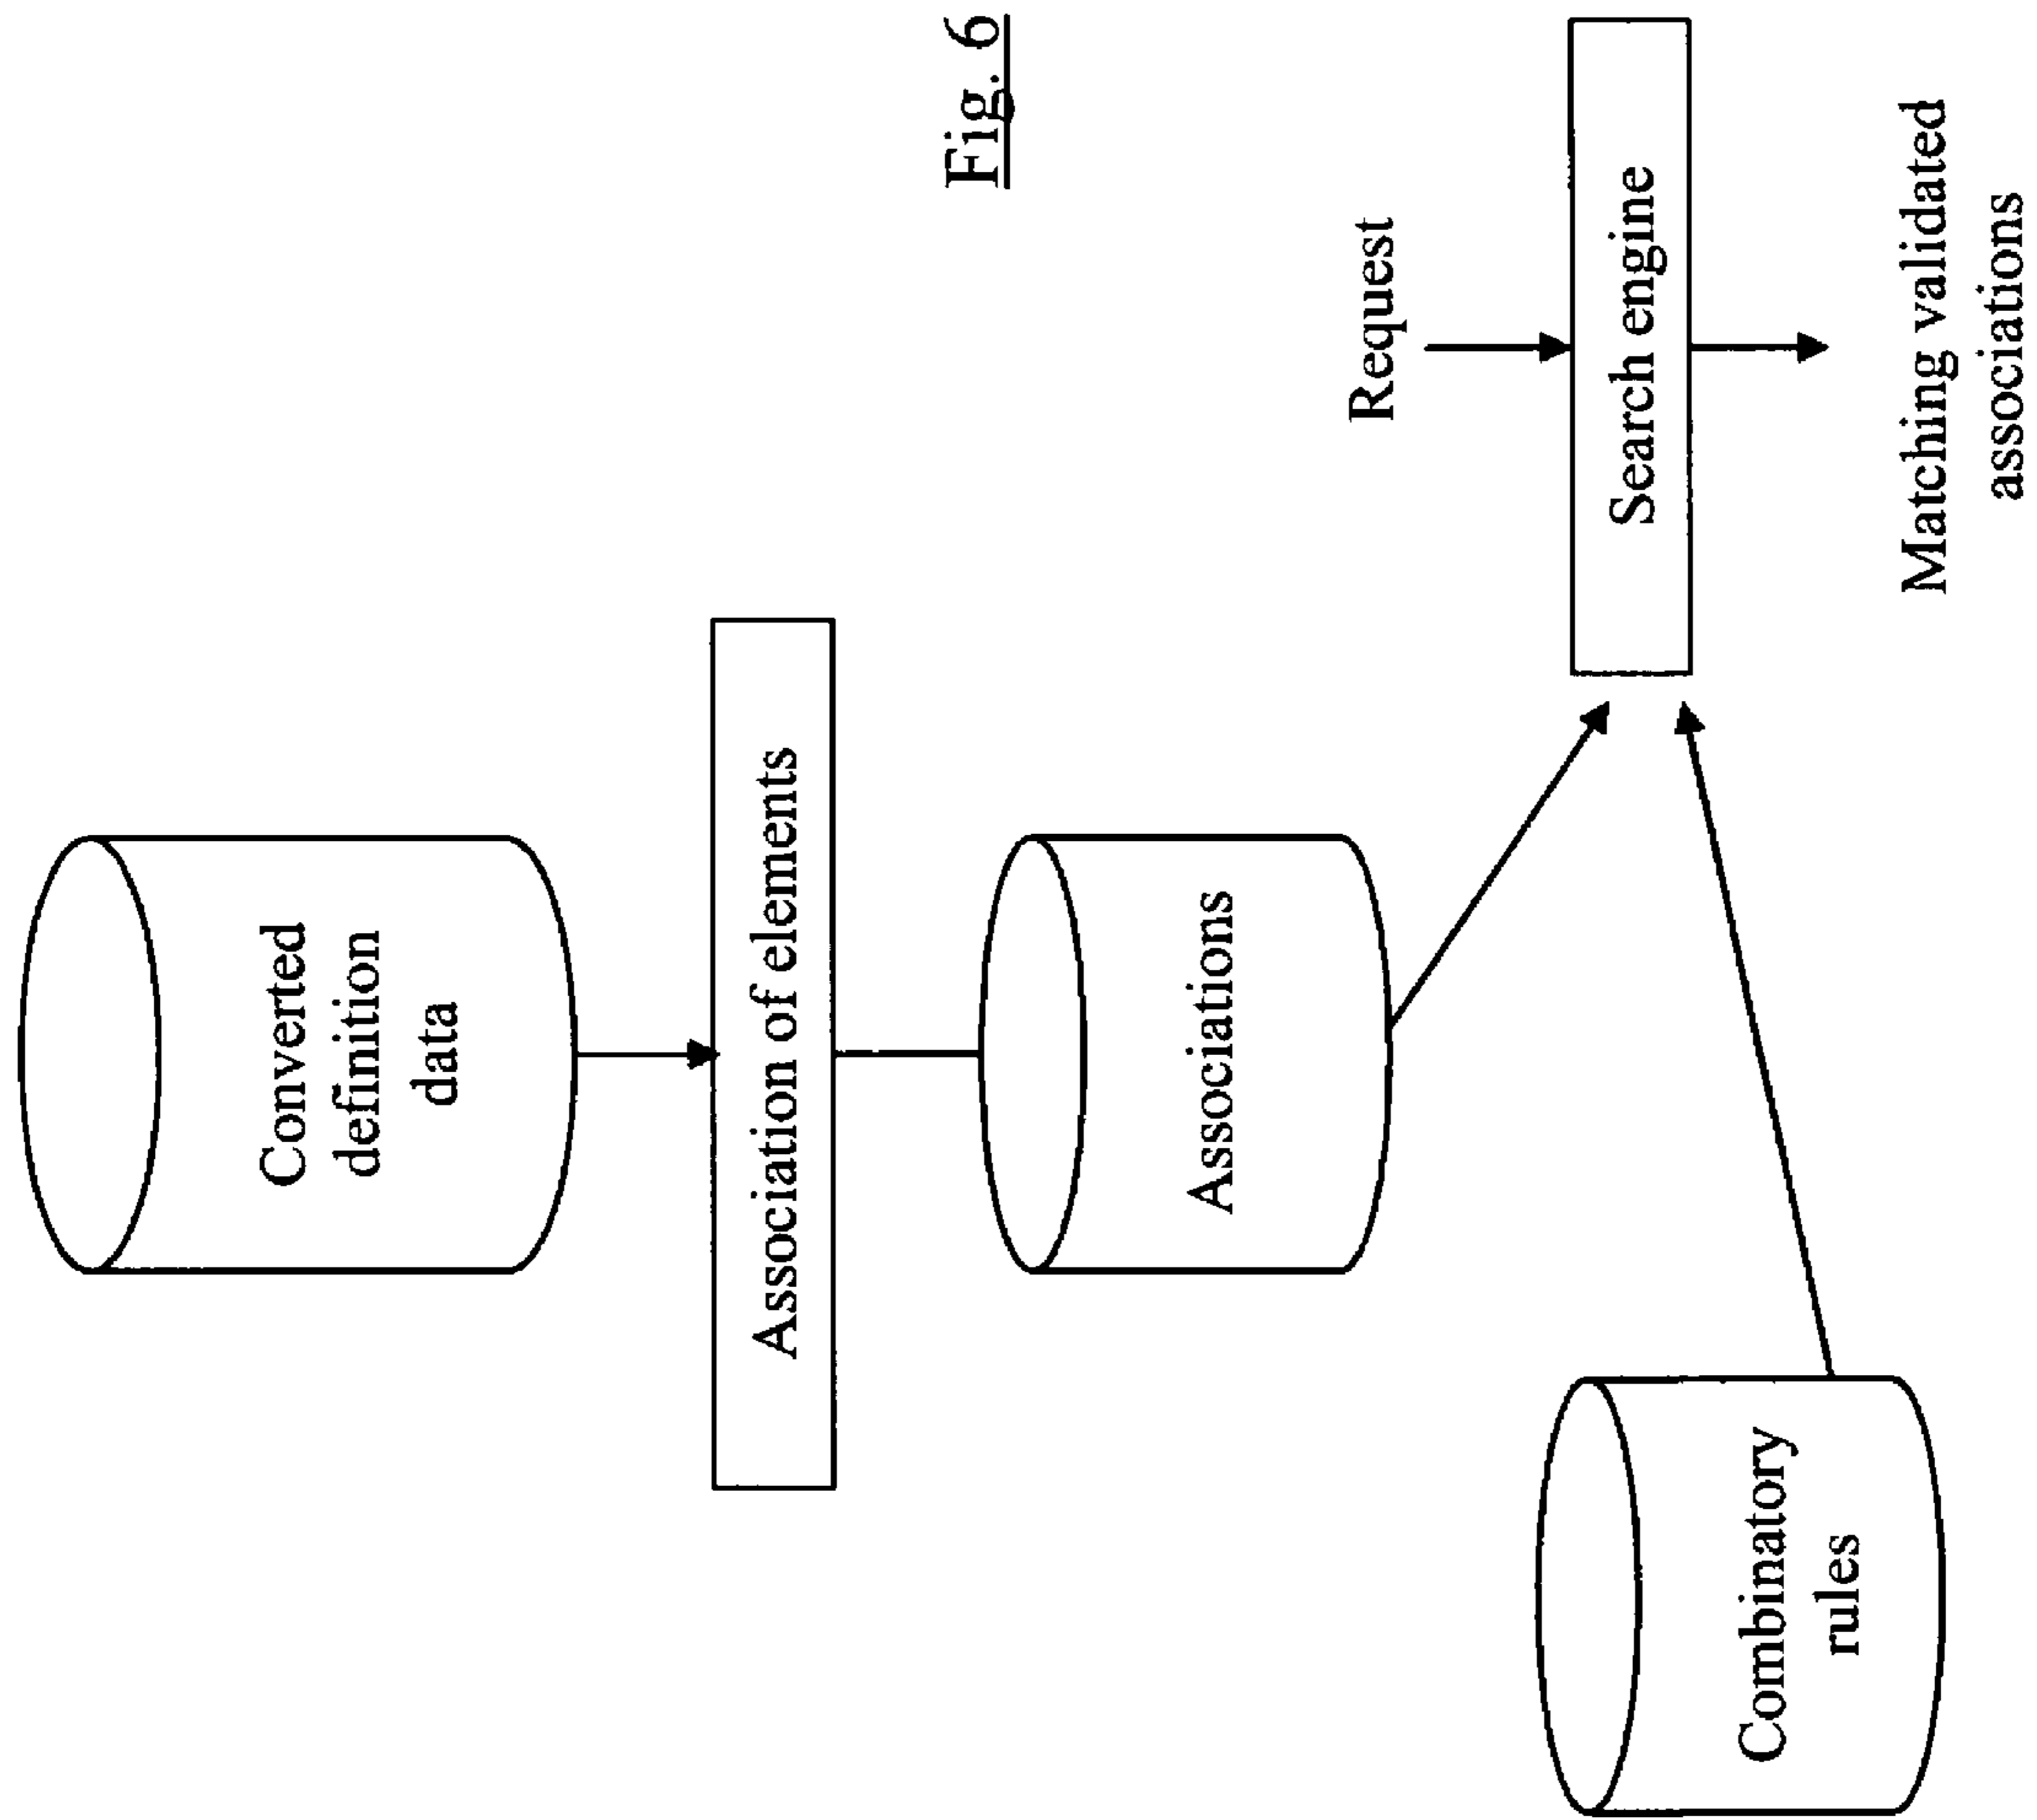 Converted
definition
data
Association of elements
Associations
Combinatory
rules
Request
Search engine
Matching validated
associations
Fig. 6